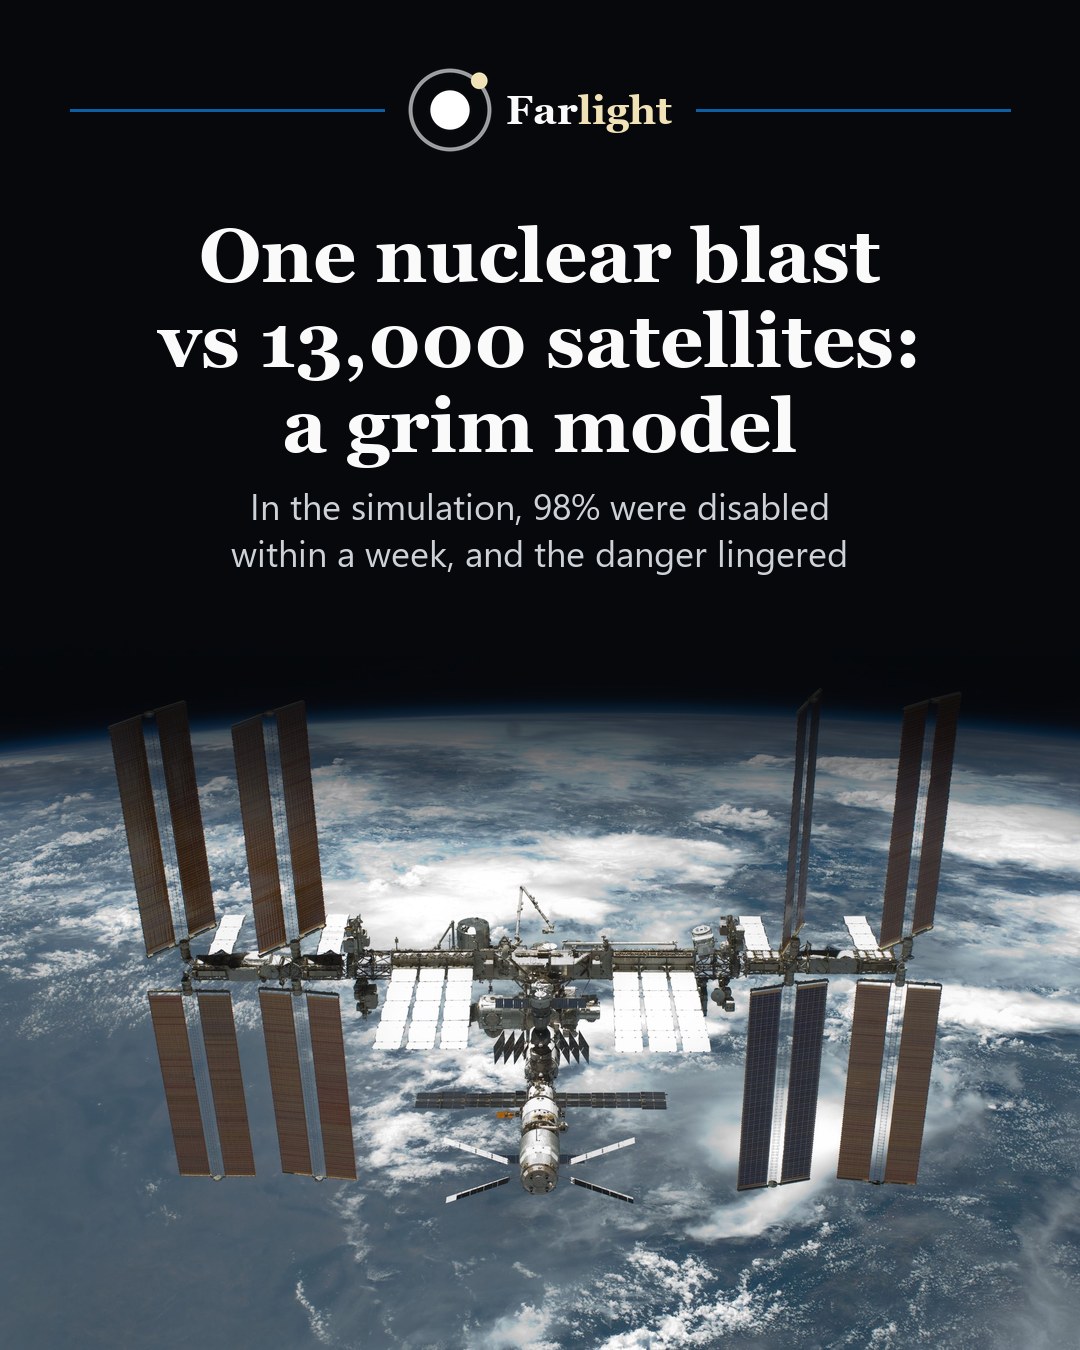 Farlight
One nuclear blast
vs 13,000 satellites:
a grim model
In the simulation, 98% were disabled
within a week, and the danger lingered